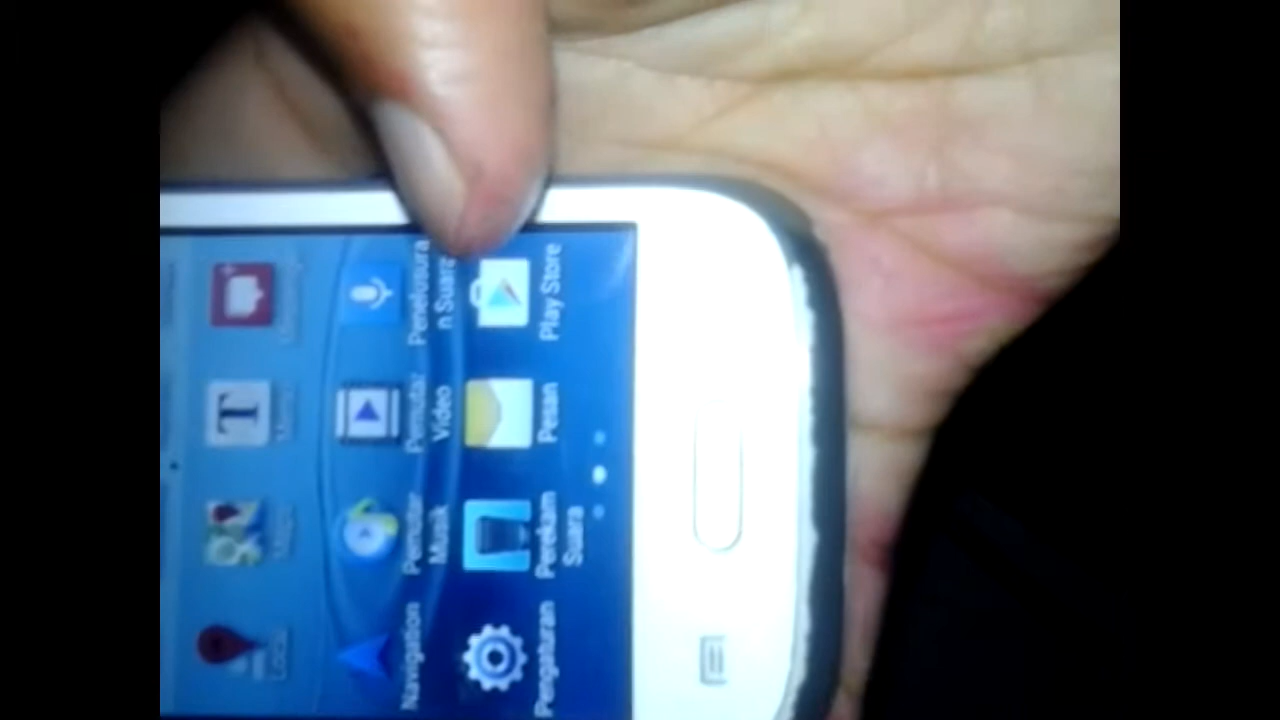 T
Navigation
Pemutar
Musik
Pemutar
Video
Penelusura
n Suara
Pengaturan
Perekam
Suara
Pesan
Play Store